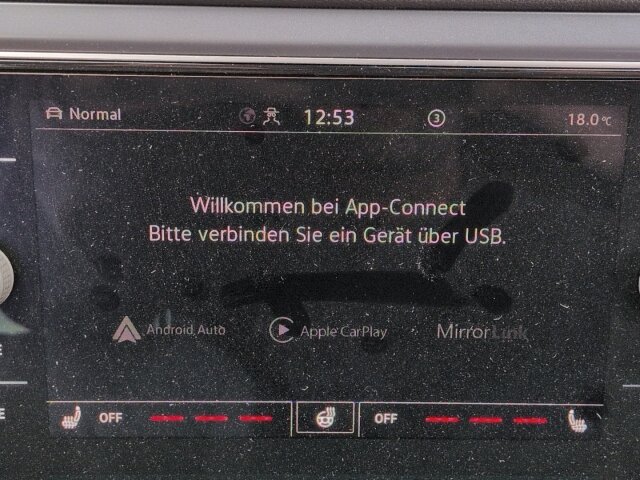 Normal 12:53 3 18.0°C
Willkommen bei App-Connect
Bitte verbinden Sie ein Gerät über USB.
Android Auto Apple CarPlay MirrorLink
OFF OFF